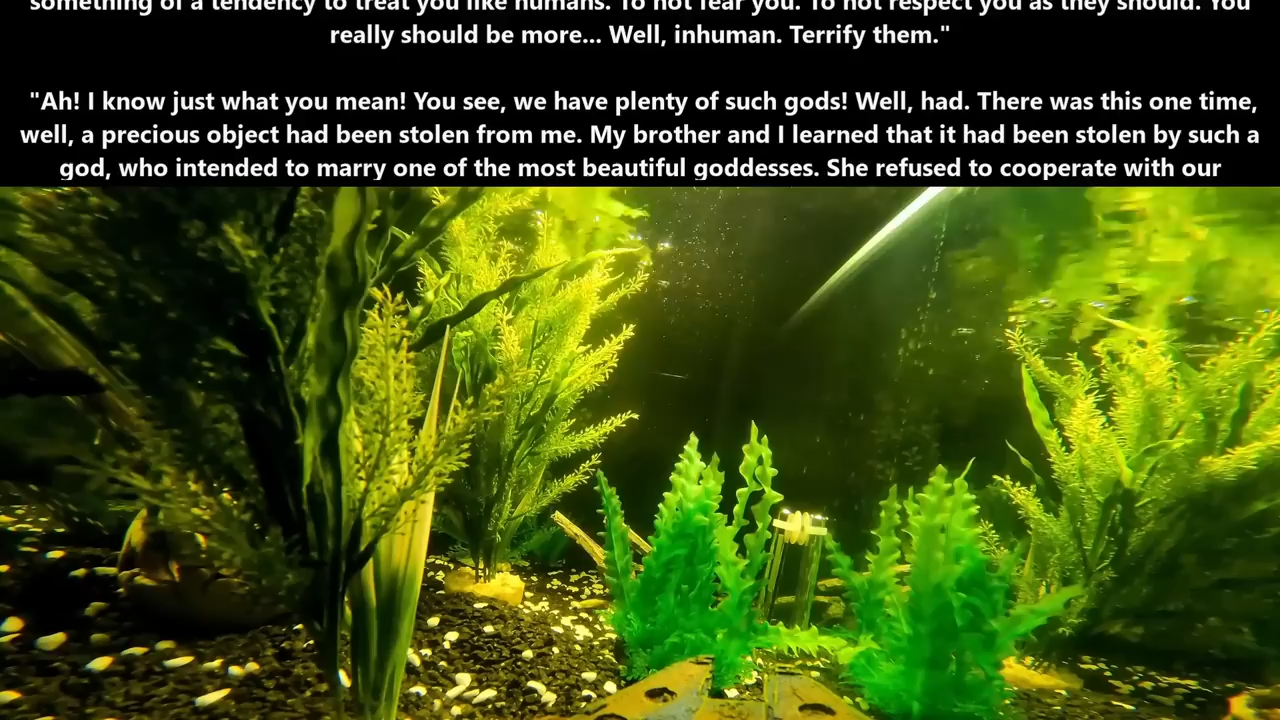 something of a tendency to treat you like humans. To not fear you. To not respect you as they should. You
really should be more... Well, inhuman. Terrify them."
"Ah! I know just what you mean! You see, we have plenty of such gods! Well, had. There was this one time,
well, a precious object had been stolen from me. My brother and I learned that it had been stolen by such a
god, who intended to marry one of the most beautiful goddesses. She refused to cooperate with our